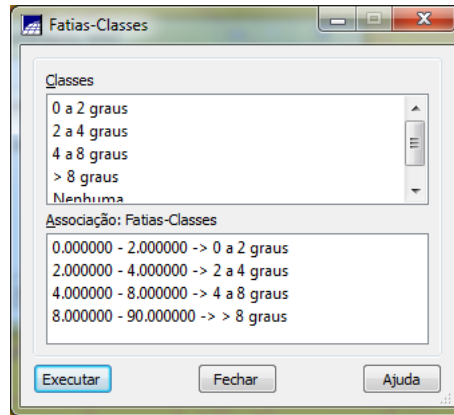 Fatias-Classes
Classes
0 a 2 graus
2 a 4 graus
4 a 8 graus
> 8 graus
Nenhuma
Associação: Fatias-Classes
0.000000 - 2.000000 -> 0 a 2 graus
2.000000 - 4.000000 -> 2 a 4 graus
4.000000 - 8.000000 -> 4 a 8 graus
8.000000 - 90.000000 -> > 8 graus
Executar Fechar Ajuda